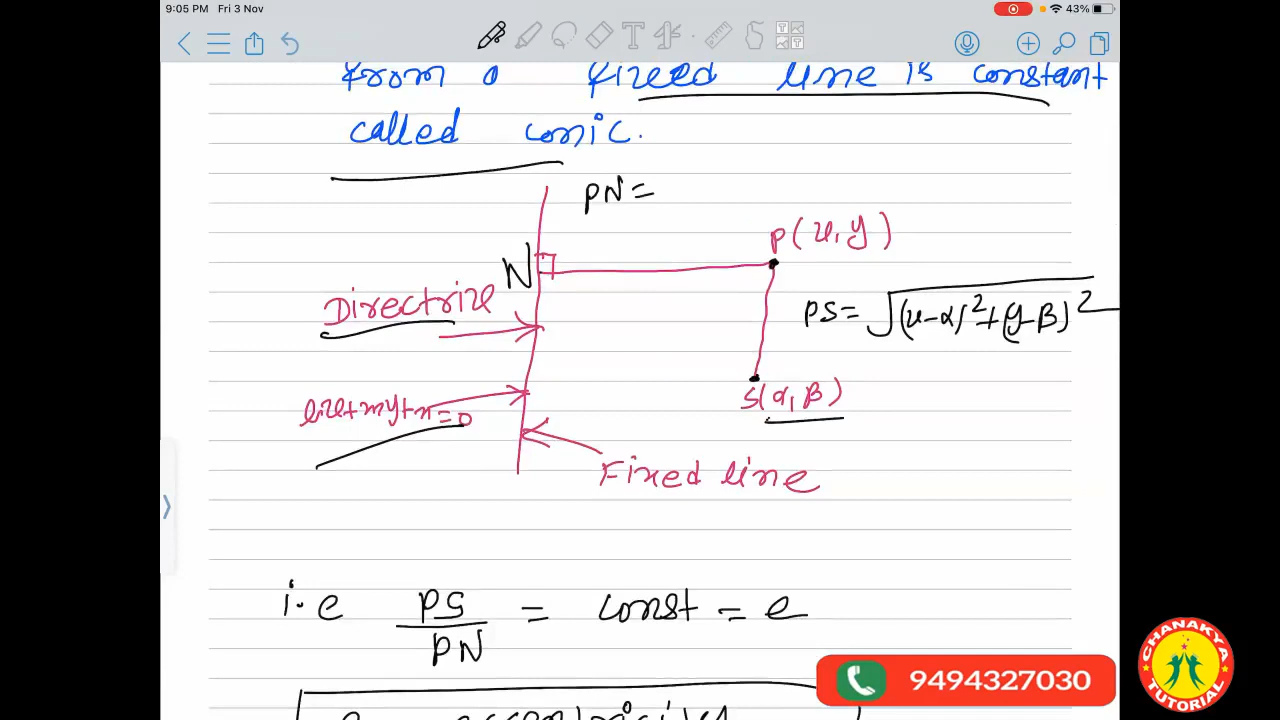 9:05 PM Fri 3 Nov
43%
from a fixed line is constant
called conic.
PN =
P(x, y)
N
Directrix
PS = √(x-α)²+(y-β)²
S(α, β)
lx+my+n=0
Fixed line
i.e PS/PN = const = e
9494327030
CHANAKYA
TUTORIAL